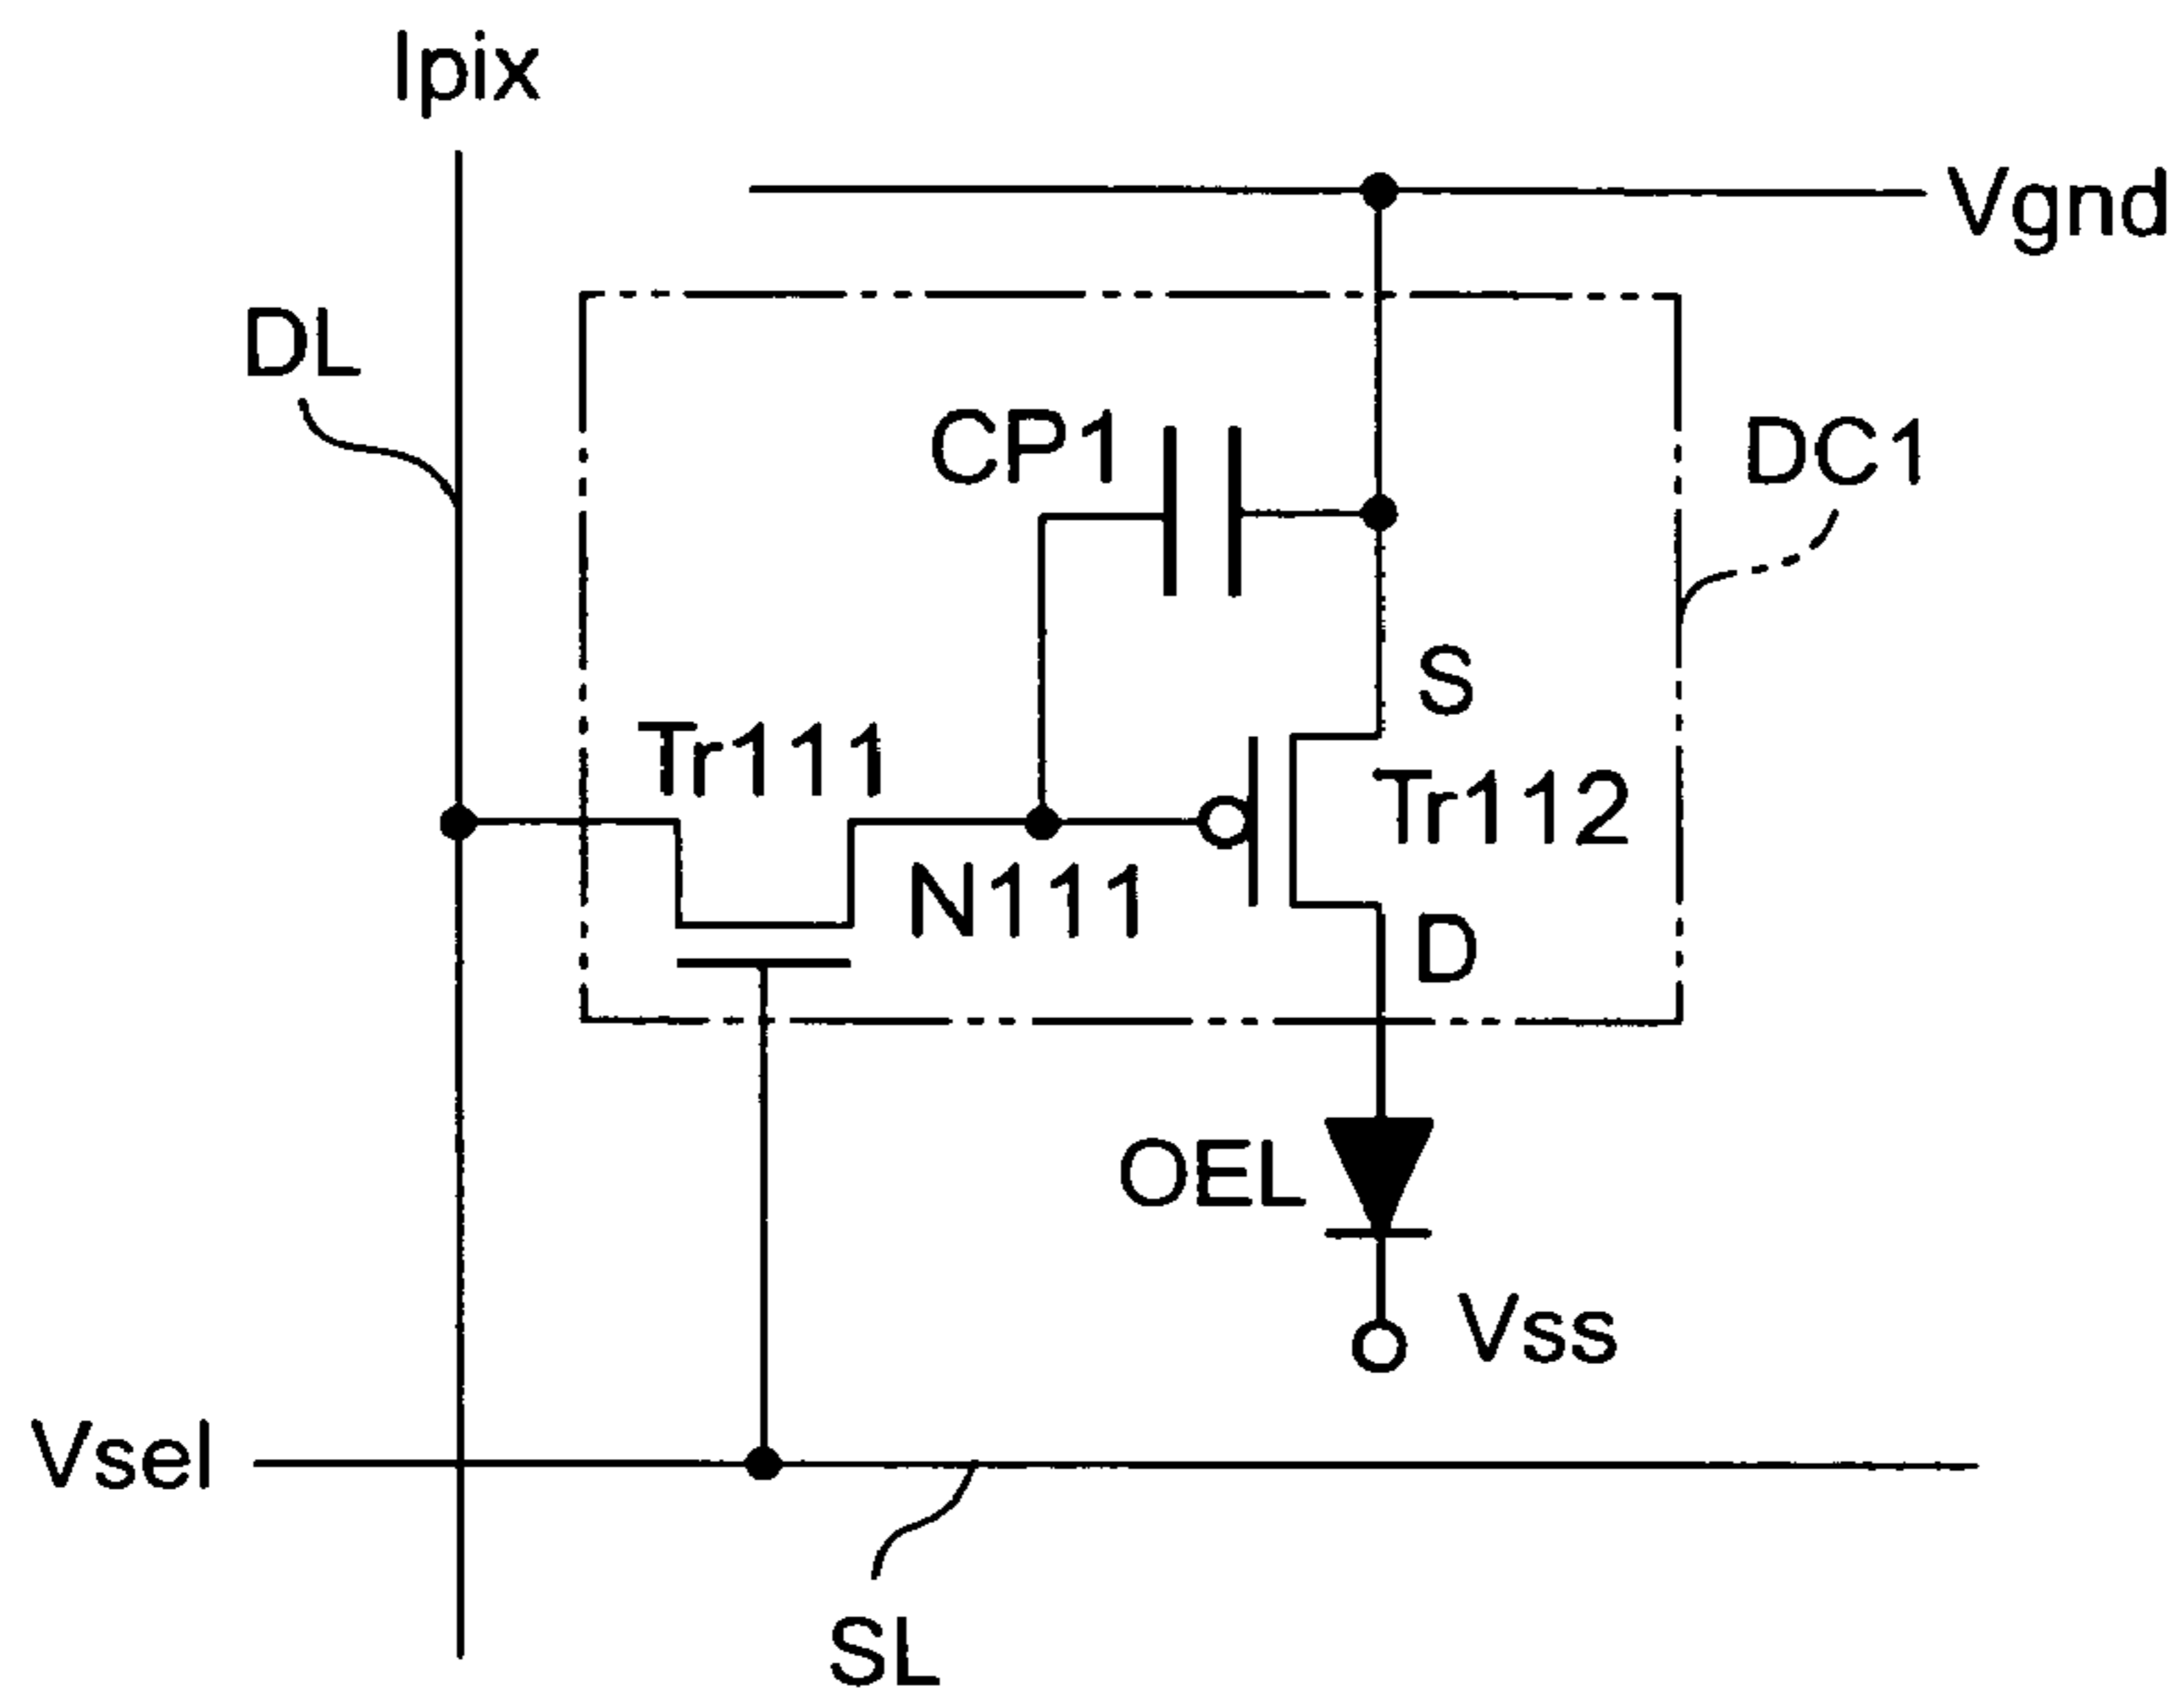 Ipix
Vgnd
DL
CP1
DC1
S
Tr111
Tr112
N111
D
OEL
Vss
Vsel
SL